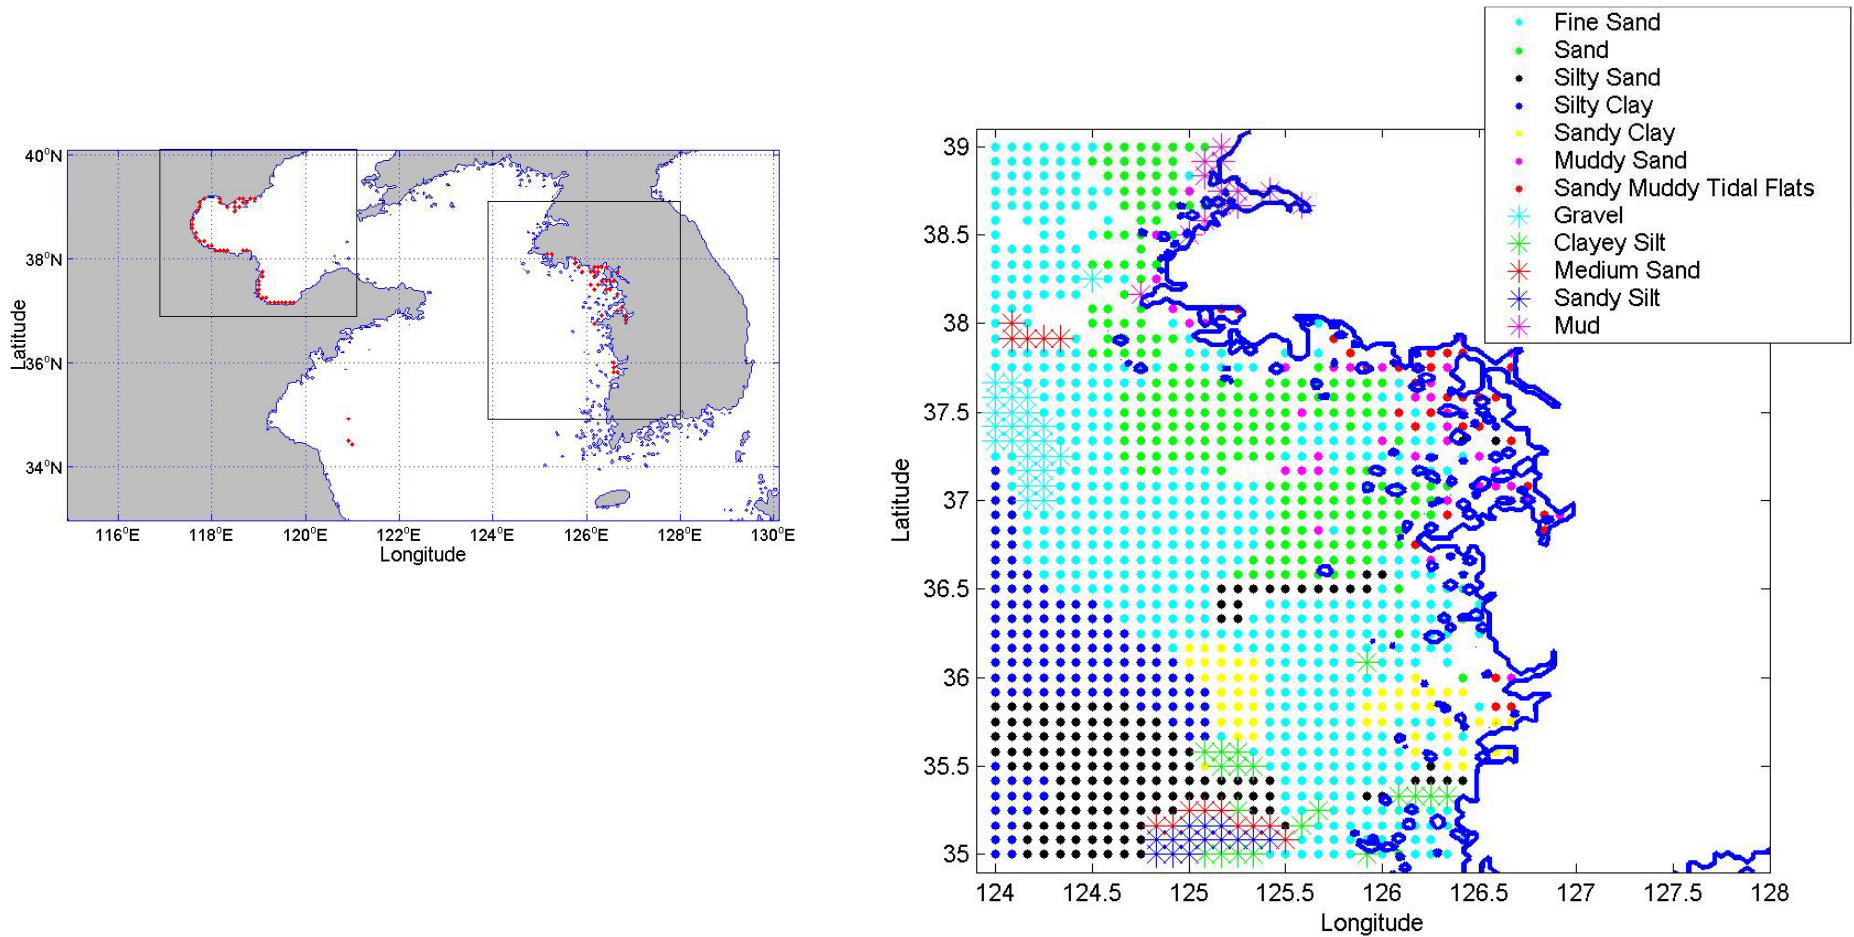 40°N
38°N
36°N
34°N
Latitude
116°E 118°E 120°E 122°E 124°E 126°E 128°E 130°E
Longitude
Fine Sand
Sand
Silty Sand
Silty Clay
Sandy Clay
Muddy Sand
Sandy Muddy Tidal Flats
Gravel
Clayey Silt
Medium Sand
Sandy Silt
Mud
39
38.5
38
37.5
37
36.5
36
35.5
35
Latitude
124 124.5 125 125.5 126 126.5 127 127.5 128
Longitude